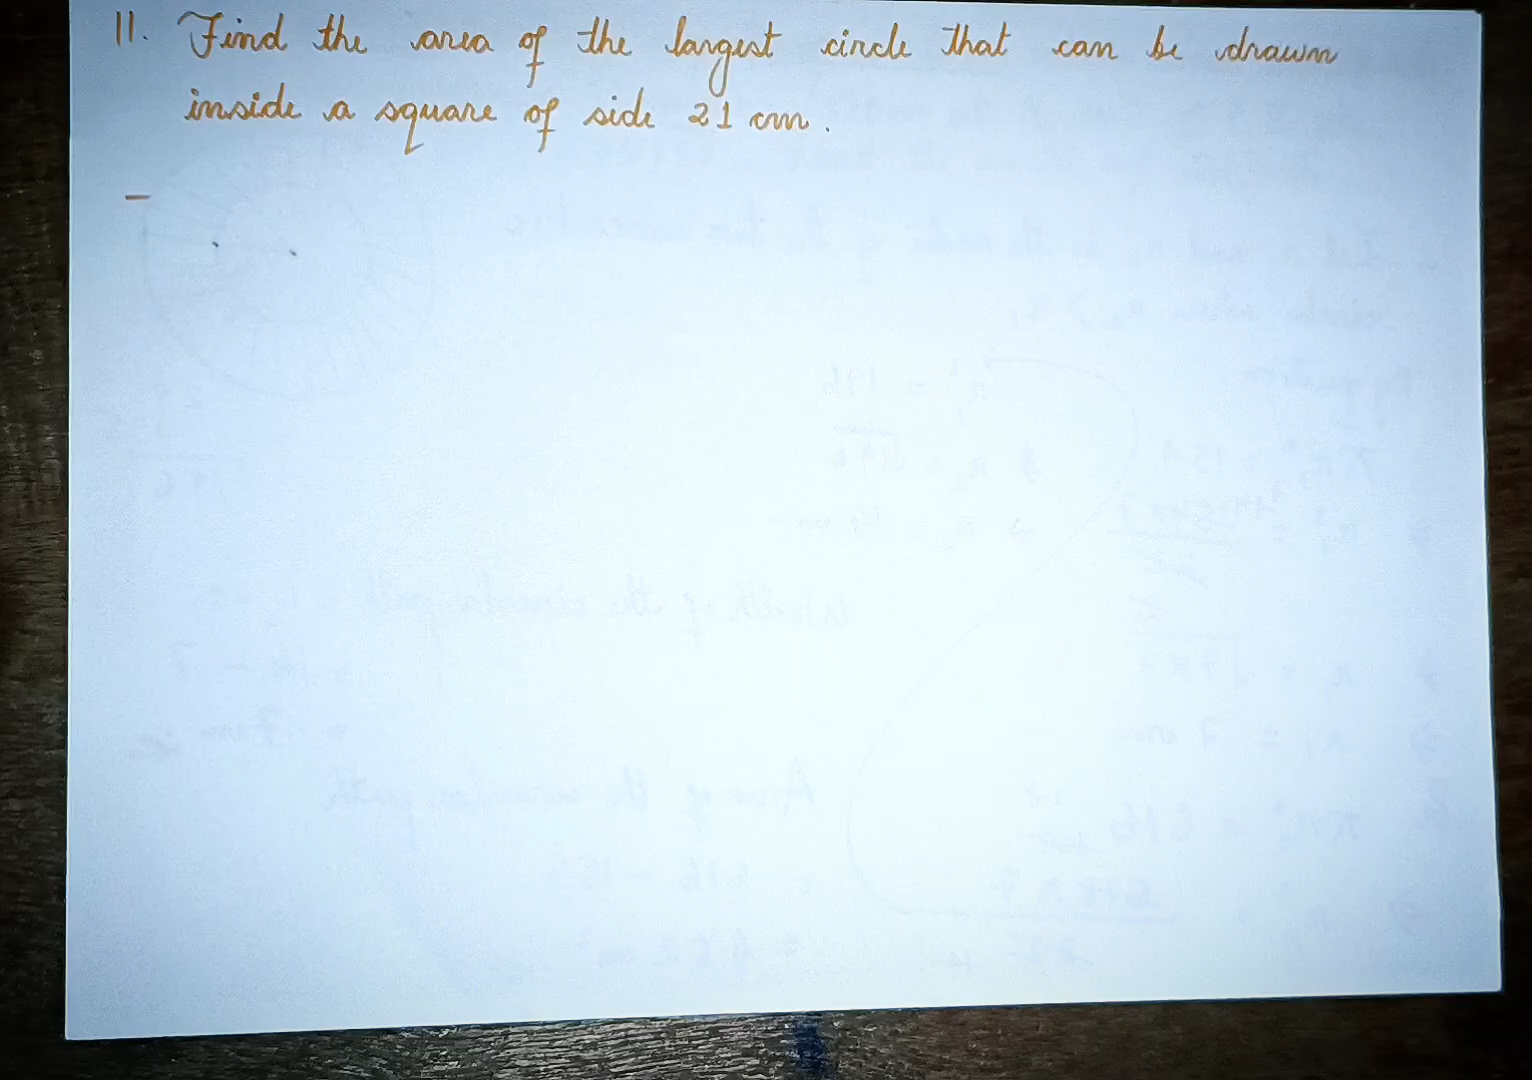 11. Find the area of the largest circle that can be drawn
inside a square of side 21 cm.
-